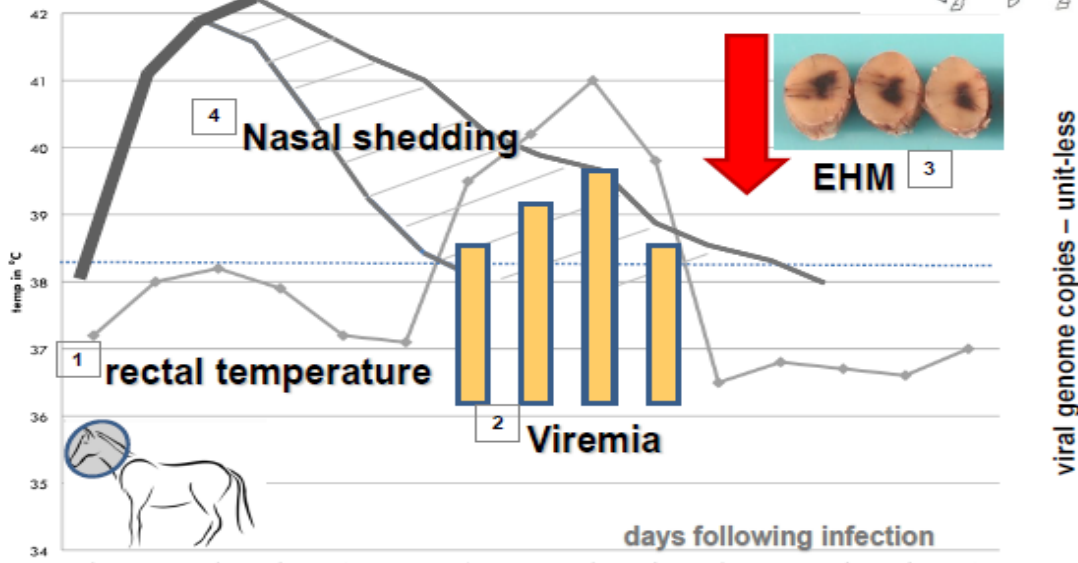 42
41
40
39
38
37
36
35
34
temp in °C
4
Nasal shedding
EHM
3
1
rectal temperature
2
Viremia
days following infection
viral genome copies – unit-less